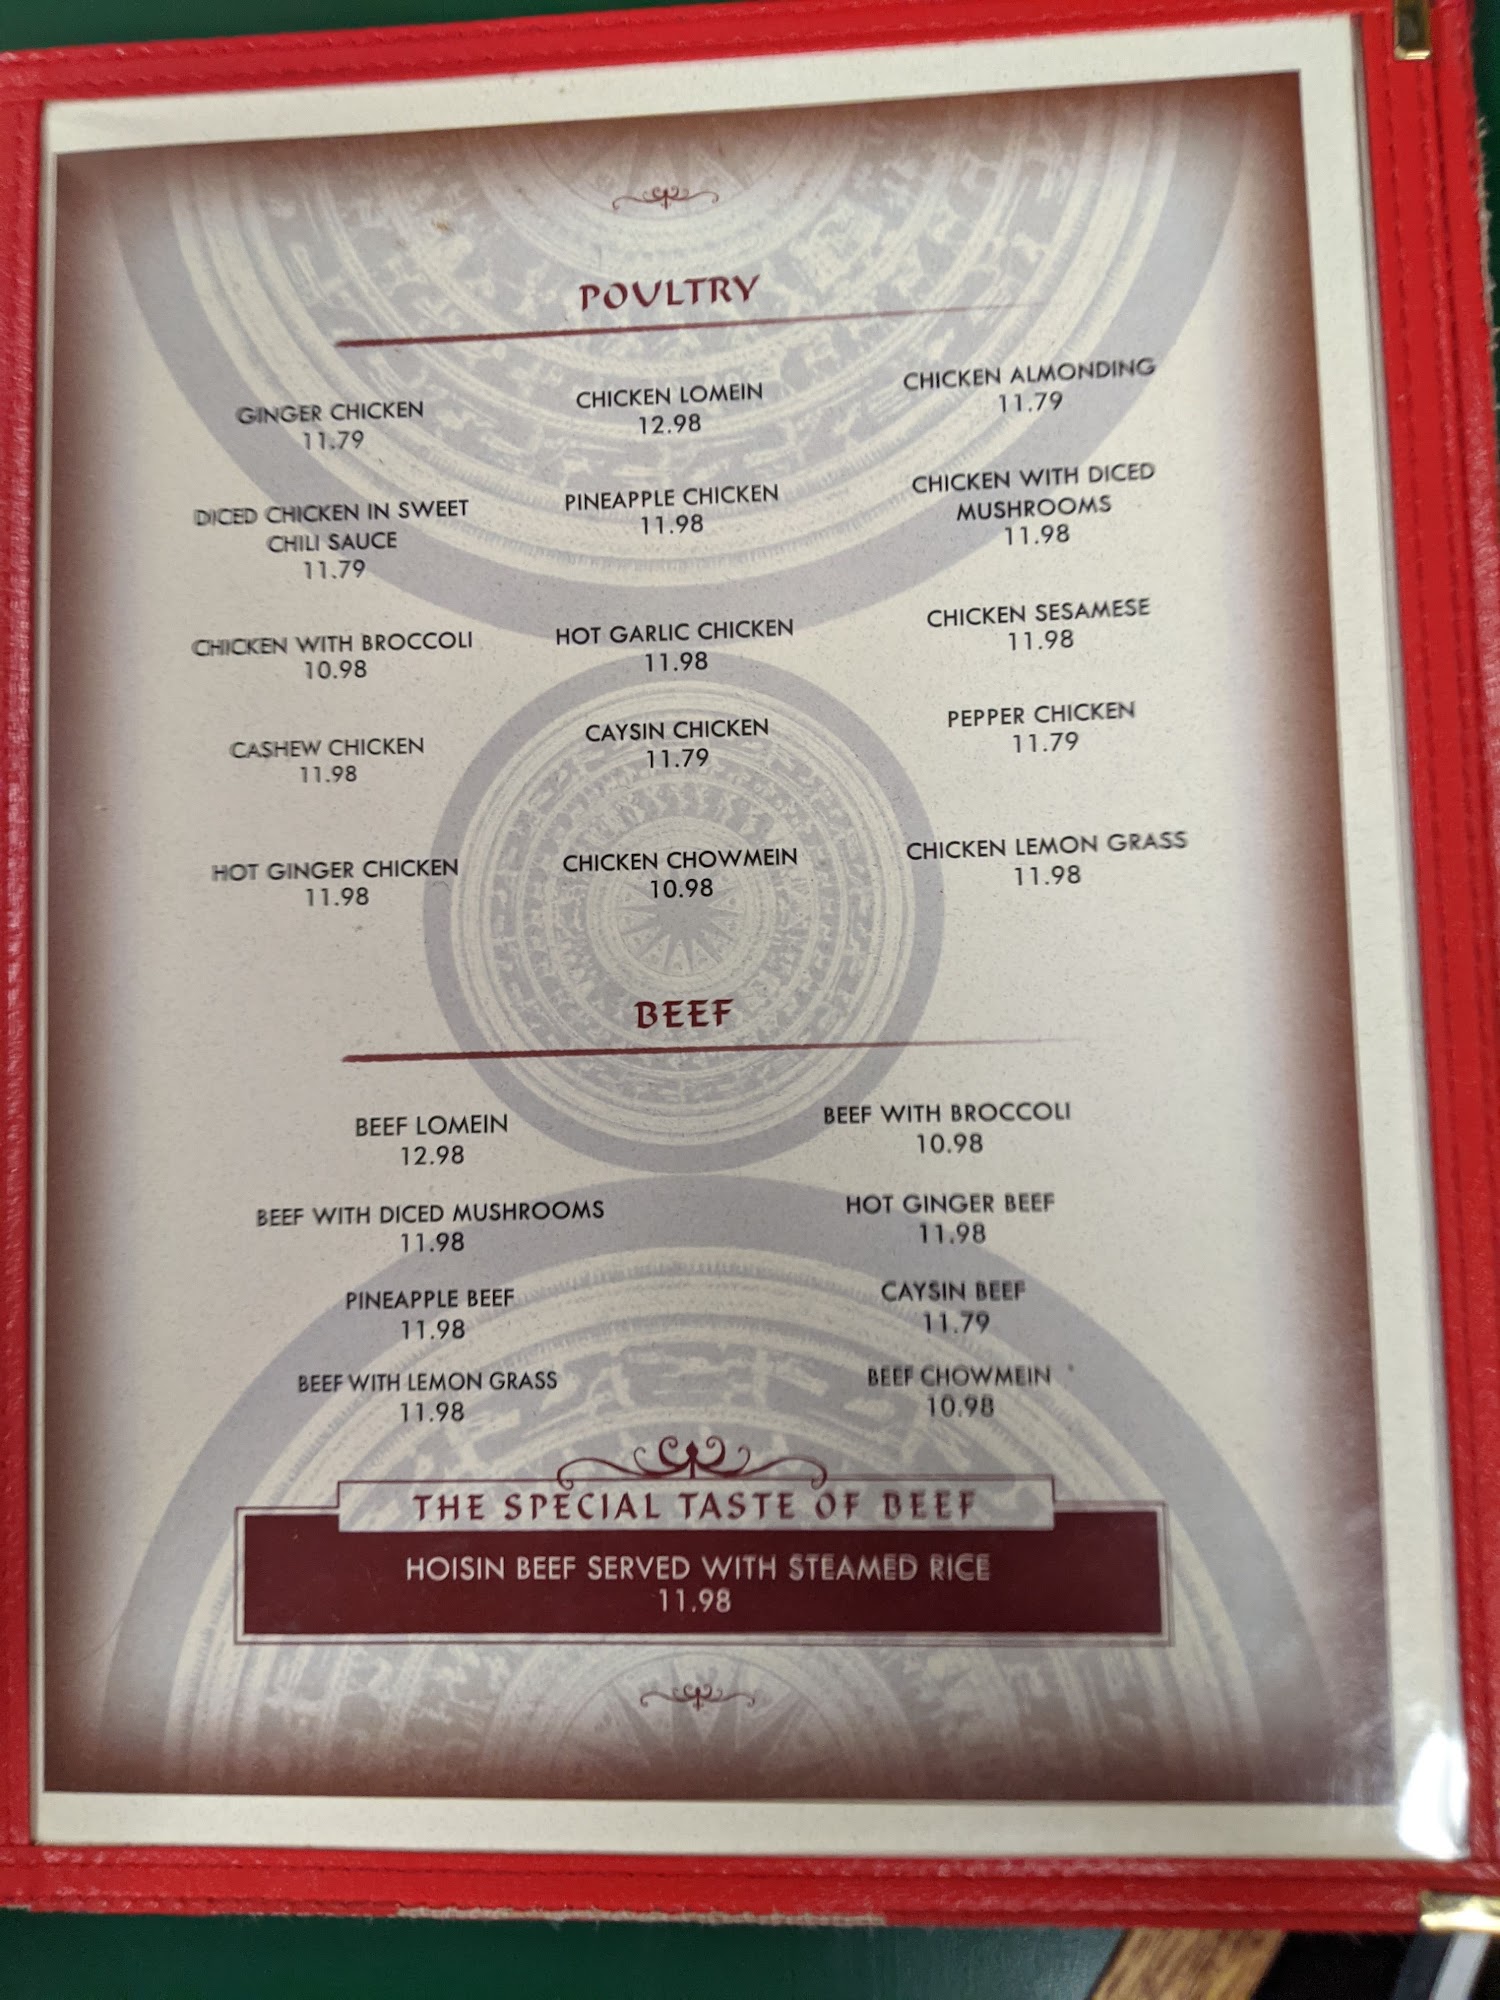 POULTRY
GINGER CHICKEN
11.79
CHICKEN LOMEIN
12.98
CHICKEN ALMONDING
11.79
DICED CHICKEN IN SWEET
CHILI SAUCE
11.79
PINEAPPLE CHICKEN
11.98
CHICKEN WITH DICED
MUSHROOMS
11.98
CHICKEN WITH BROCCOLI
10.98
HOT GARLIC CHICKEN
11.98
CHICKEN SESAMESE
11.98
CASHEW CHICKEN
11.98
CAYSIN CHICKEN
11.79
PEPPER CHICKEN
11.79
HOT GINGER CHICKEN
11.98
CHICKEN CHOWMEIN
10.98
CHICKEN LEMON GRASS
11.98
BEEF
BEEF LOMEIN
12.98
BEEF WITH BROCCOLI
10.98
BEEF WITH DICED MUSHROOMS
11.98
HOT GINGER BEEF
11.98
PINEAPPLE BEEF
11.98
CAYSIN BEEF
11.79
BEEF WITH LEMON GRASS
11.98
BEEF CHOWMEIN
10.98
THE SPECIAL TASTE OF BEEF
HOISIN BEEF SERVED WITH STEAMED RICE
11.98